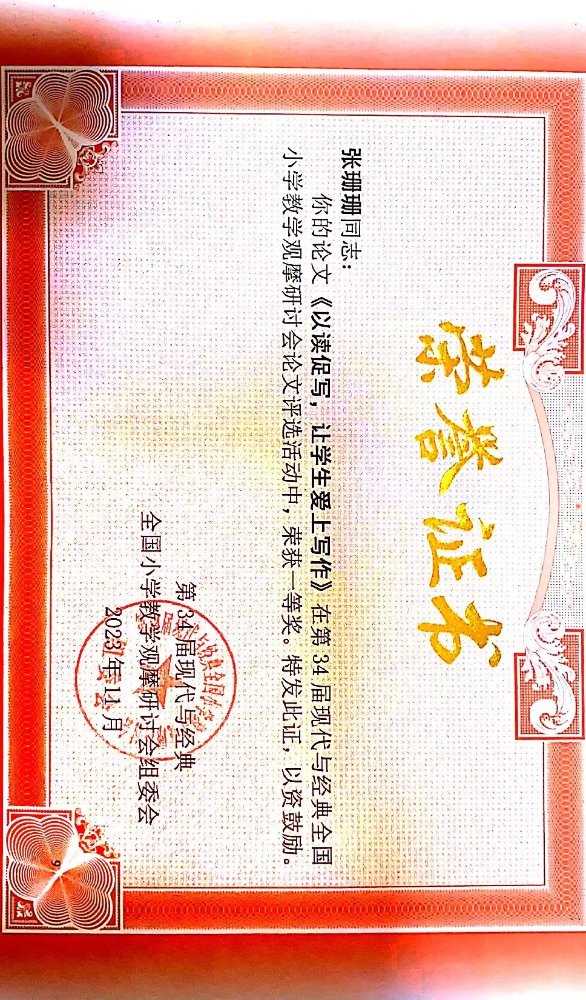 荣誉证书
张珊珊同志：
你的论文《以读促写，让学生爱上写作》在第 34 届现代与经典全国
小学教学观摩研讨会论文评选活动中，荣获一等奖。特发此证，以资鼓励。
第 34 届现代与经典
全国小学教学观摩研讨会组委会
2023年11月
9